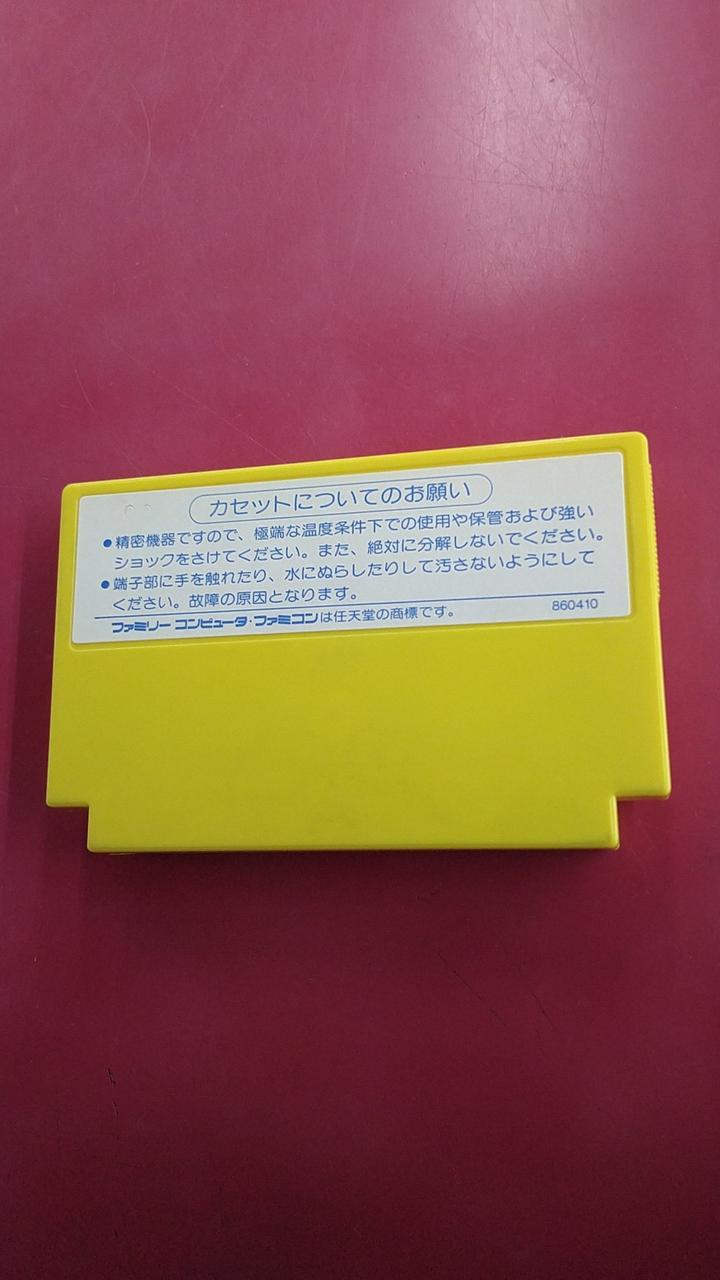 カセットについてのお願い
●精密機器ですので、極端な温度条件下での使用や保管および強い
ショックをさけてください。また、絶対に分解しないでください。
●端子部に手を触れたり、水にぬらしたりして汚さないようにして
ください。故障の原因となります。
ファミリーコンピュータ・ファミコンは任天堂の商標です。
860410